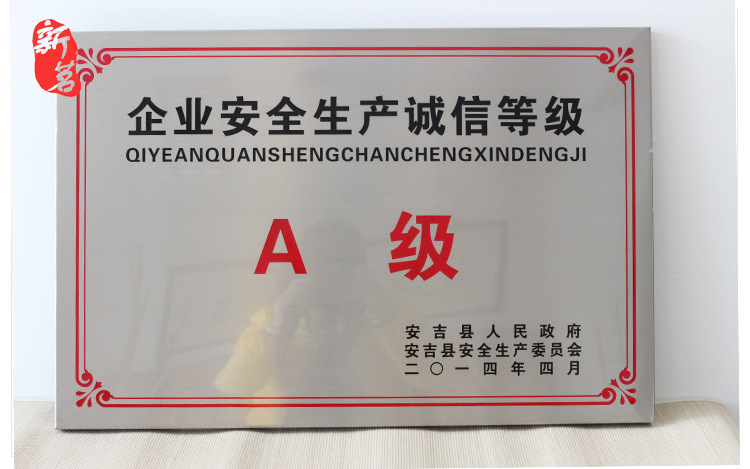 新茗
企业安全生产诚信等级
QIYEANQUANSHENGCHANCHENGXINDENGJI
A 级
安吉县人民政府
安吉县安全生产委员会
二〇一四年四月